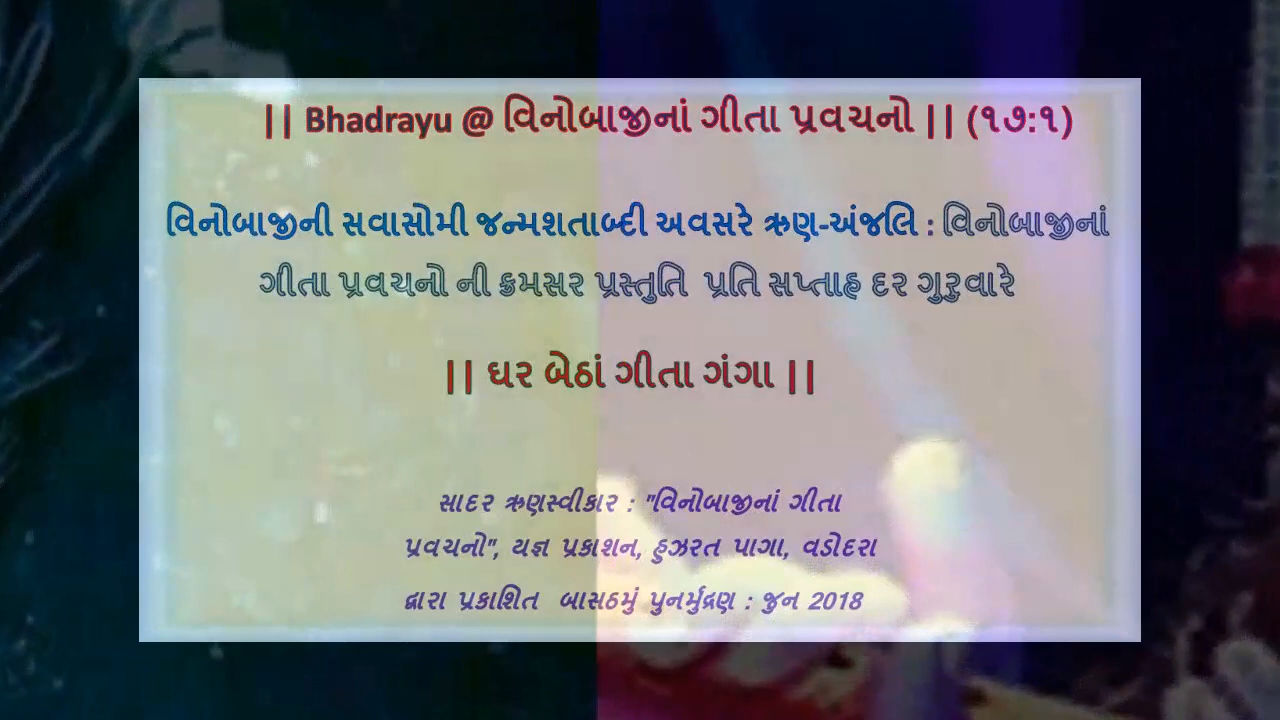 || Bhadrayu @ વિનોબાજીનાં ગીતા પ્રવચનો || (૧૭:૧)
વિનોબાજીની સવાસોમી જન્મશતાબ્દી અવસરે ઋણ-અંજલિ : વિનોબાજીનાં
ગીતા પ્રવચનો ની ક્રમસર પ્રસ્તુતિ પ્રતિ સપ્તાહ દર ગુરુવારે
|| ઘર બેઠાં ગીતા ગંગા ||
સાદર ઋણસ્વીકાર : "વિનોબાજીનાં ગીતા
પ્રવચનો", યજ્ઞ પ્રકાશન, હુઝરત પાગા, વડોદરા
દ્વારા પ્રકાશિત બાસઠમું પુનર્મુદ્રણ : જુન 2018